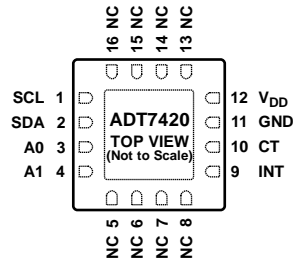 16 NC
15 NC
14 NC
13 NC
SCL 1
SDA 2
A0 3
A1 4
ADT7420
TOP VIEW
(Not to Scale)
12 VDD
11 GND
10 CT
9 INT
NC 5
NC 6
NC 7
NC 8